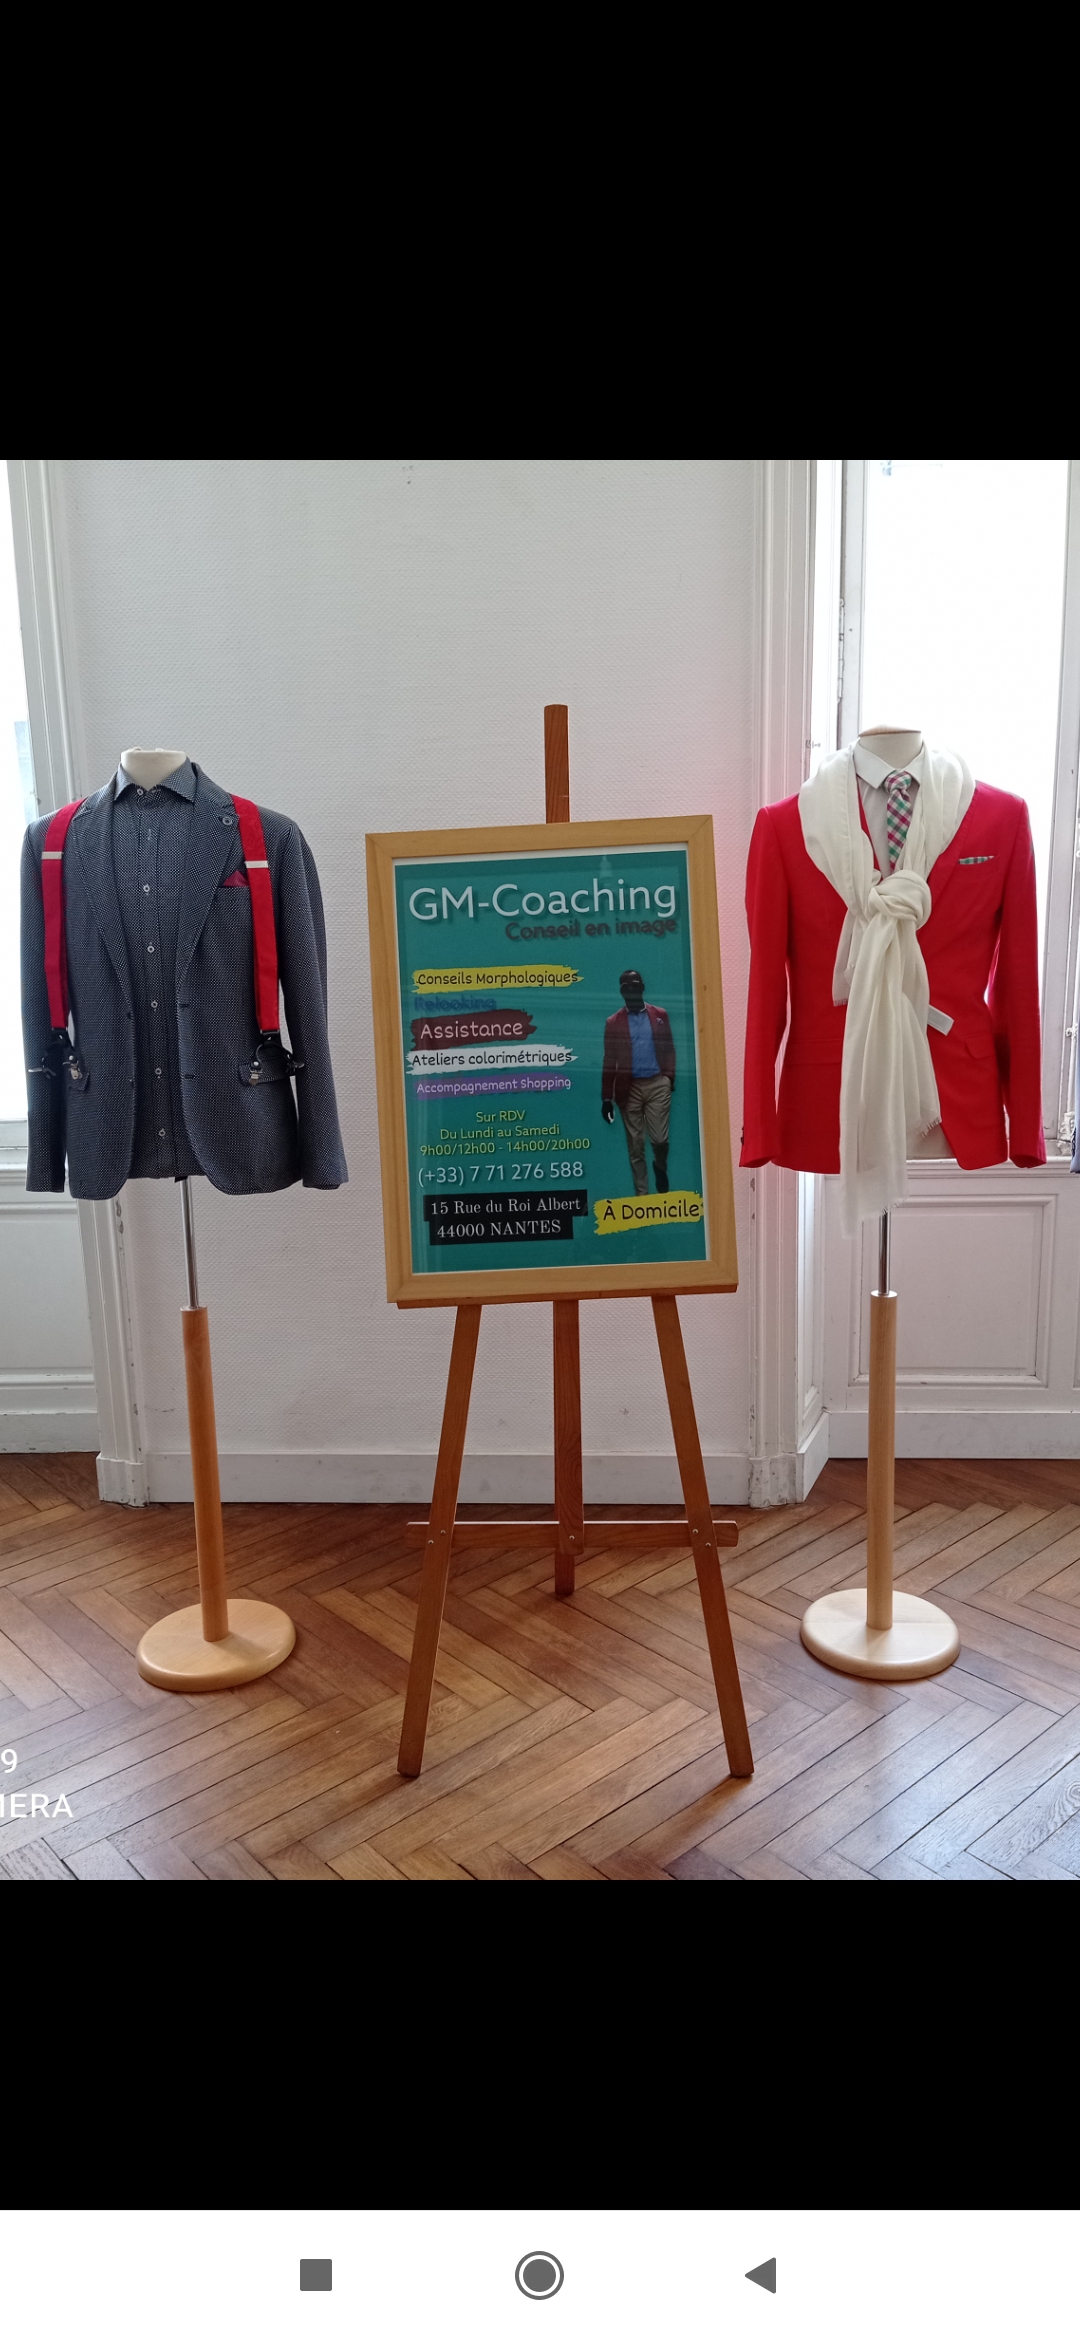 GM-Coaching
Conseil en image
Conseils Morphologiques
Relooking
Assistance
Ateliers colorimétriques
Accompagnement Shopping
Sur RDV
Du Lundi au Samedi
9h00/12h00 - 14h00/20h00
(+33) 7 71 276 588
15 Rue du Roi Albert
44000 NANTES
À Domicile
9